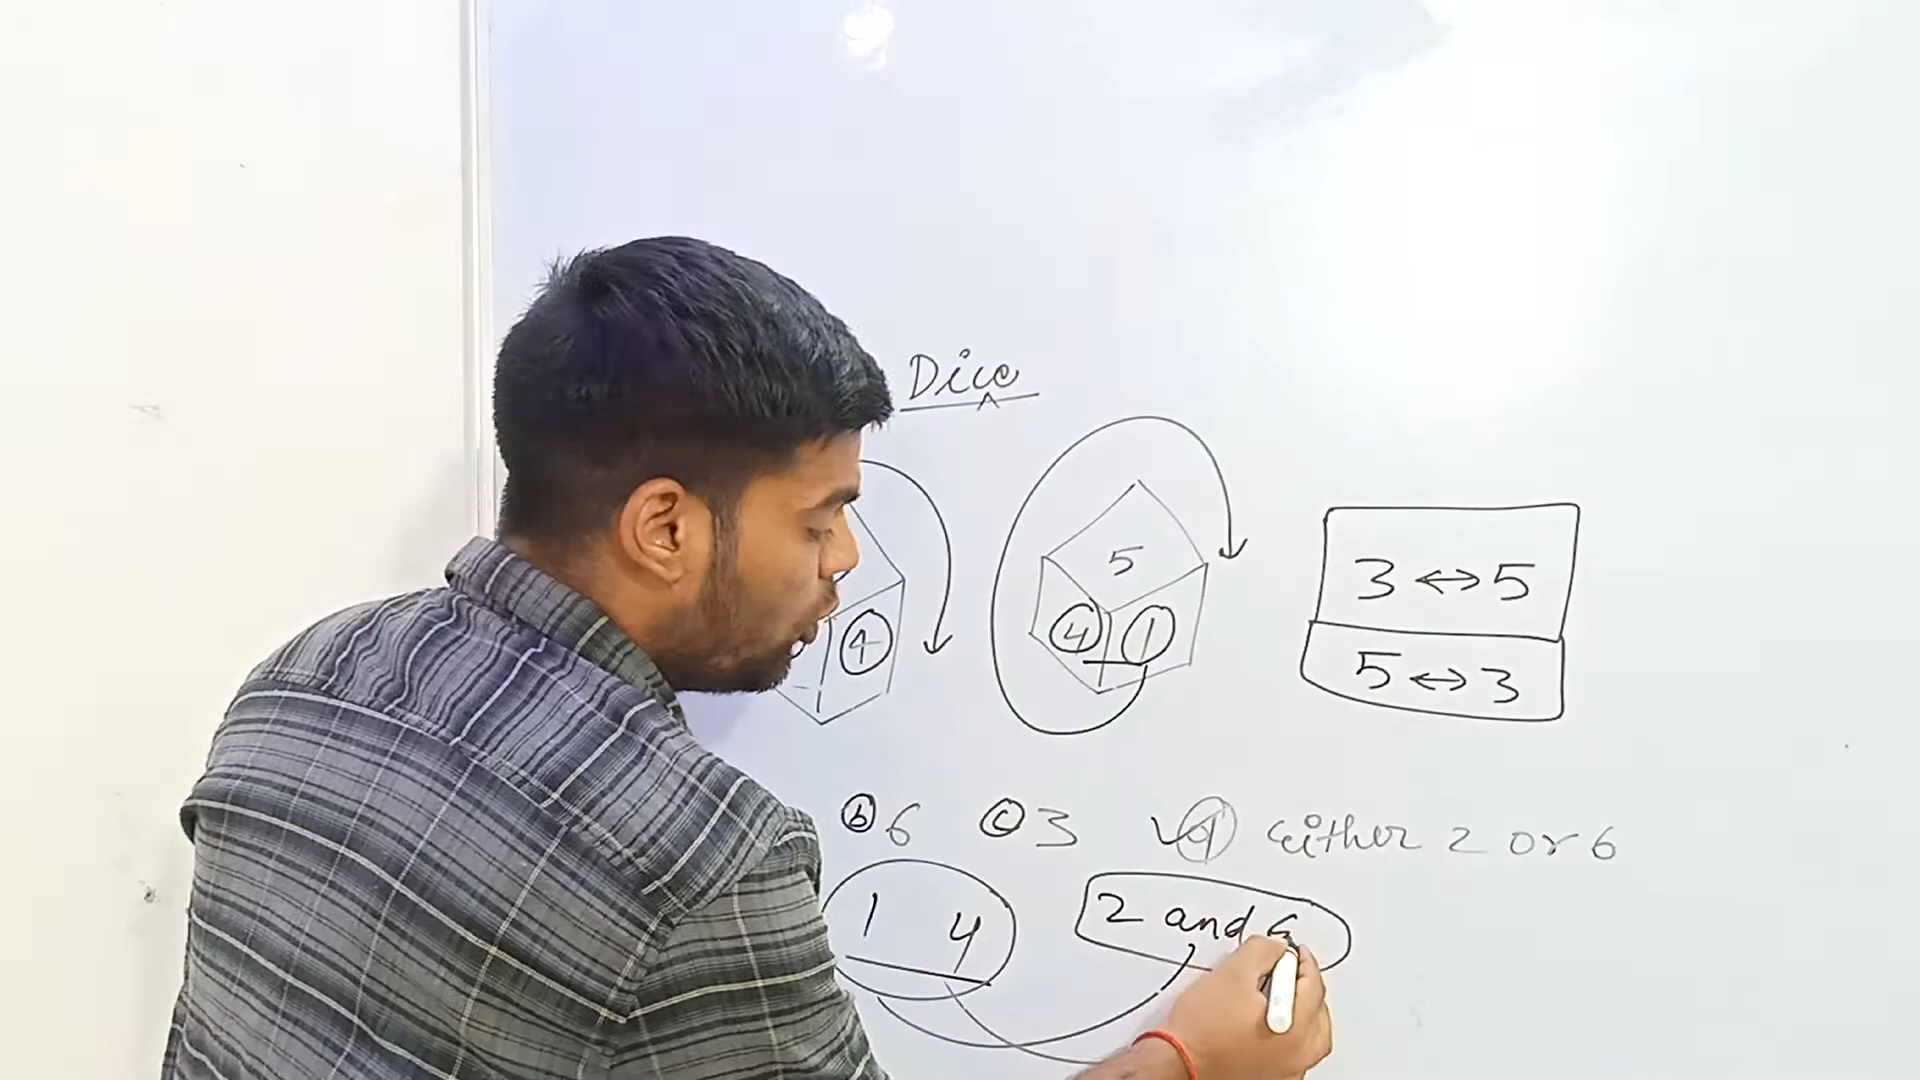 Dice
5
4
4 1
3 ↔ 5
5 ↔ 3
(b) 6 (c) 3 (d) either 2 or 6
1 4 2 and 6